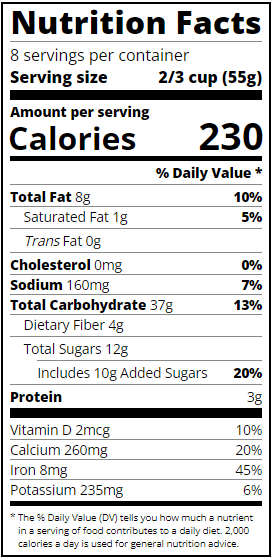 Nutrition Facts
8 servings per container
Serving size 2/3 cup (55g)
Amount per serving
Calories 230
% Daily Value *
Total Fat 8g 10%
Saturated Fat 1g 5%
Trans Fat 0g
Cholesterol 0mg 0%
Sodium 160mg 7%
Total Carbohydrate 37g 13%
Dietary Fiber 4g
Total Sugars 12g
Includes 10g Added Sugars 20%
Protein 3g
Vitamin D 2mcg 10%
Calcium 260mg 20%
Iron 8mg 45%
Potassium 235mg 6%
* The % Daily Value (DV) tells you how much a nutrient
in a serving of food contributes to a daily diet. 2,000
calories a day is used for general nutrition advice.